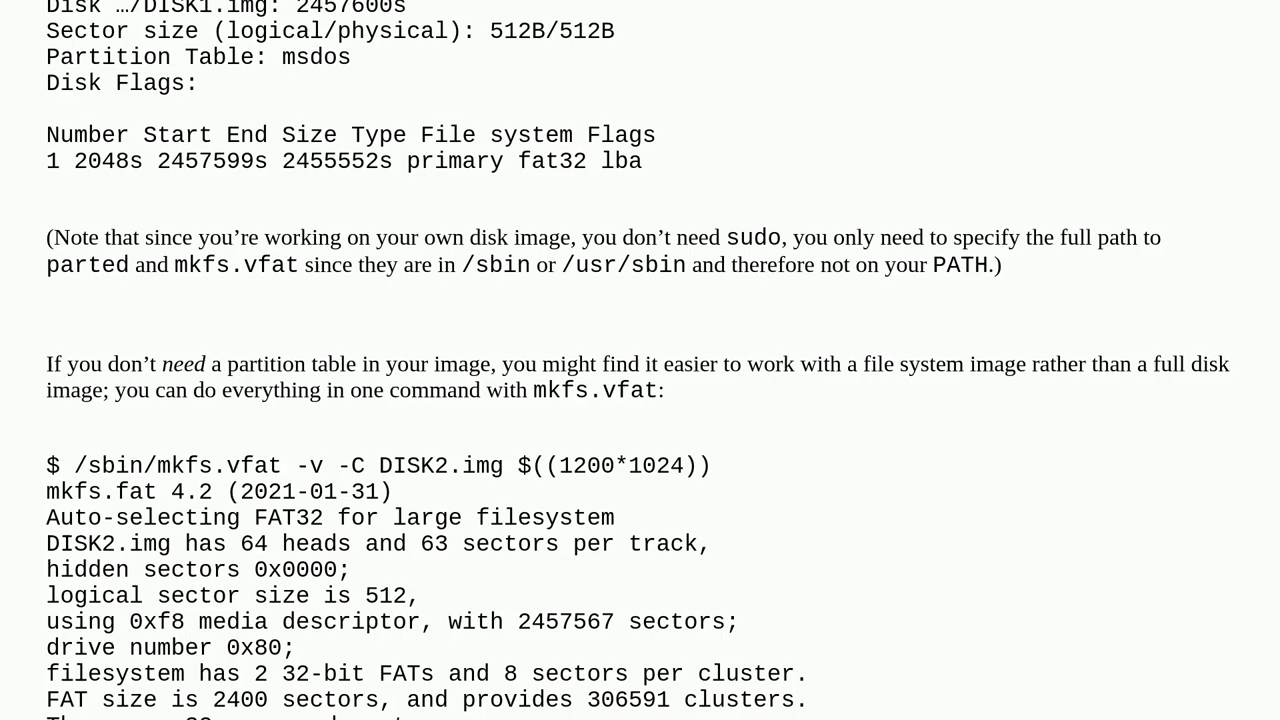 Disk …/DISK1.img: 2457600s
Sector size (logical/physical): 512B/512B
Partition Table: msdos
Disk Flags:
Number Start End Size Type File system Flags
1 2048s 2457599s 2455552s primary fat32 lba
(Note that since you’re working on your own disk image, you don’t need sudo, you only need to specify the full path to
parted and mkfs.vfat since they are in /sbin or /usr/sbin and therefore not on your PATH.)
If you don’t need a partition table in your image, you might find it easier to work with a file system image rather than a full disk
image; you can do everything in one command with mkfs.vfat:
$ /sbin/mkfs.vfat -v -C DISK2.img $((1200*1024))
mkfs.fat 4.2 (2021-01-31)
Auto-selecting FAT32 for large filesystem
DISK2.img has 64 heads and 63 sectors per track,
hidden sectors 0x0000;
logical sector size is 512,
using 0xf8 media descriptor, with 2457567 sectors;
drive number 0x80;
filesystem has 2 32-bit FATs and 8 sectors per cluster.
FAT size is 2400 sectors, and provides 306591 clusters.